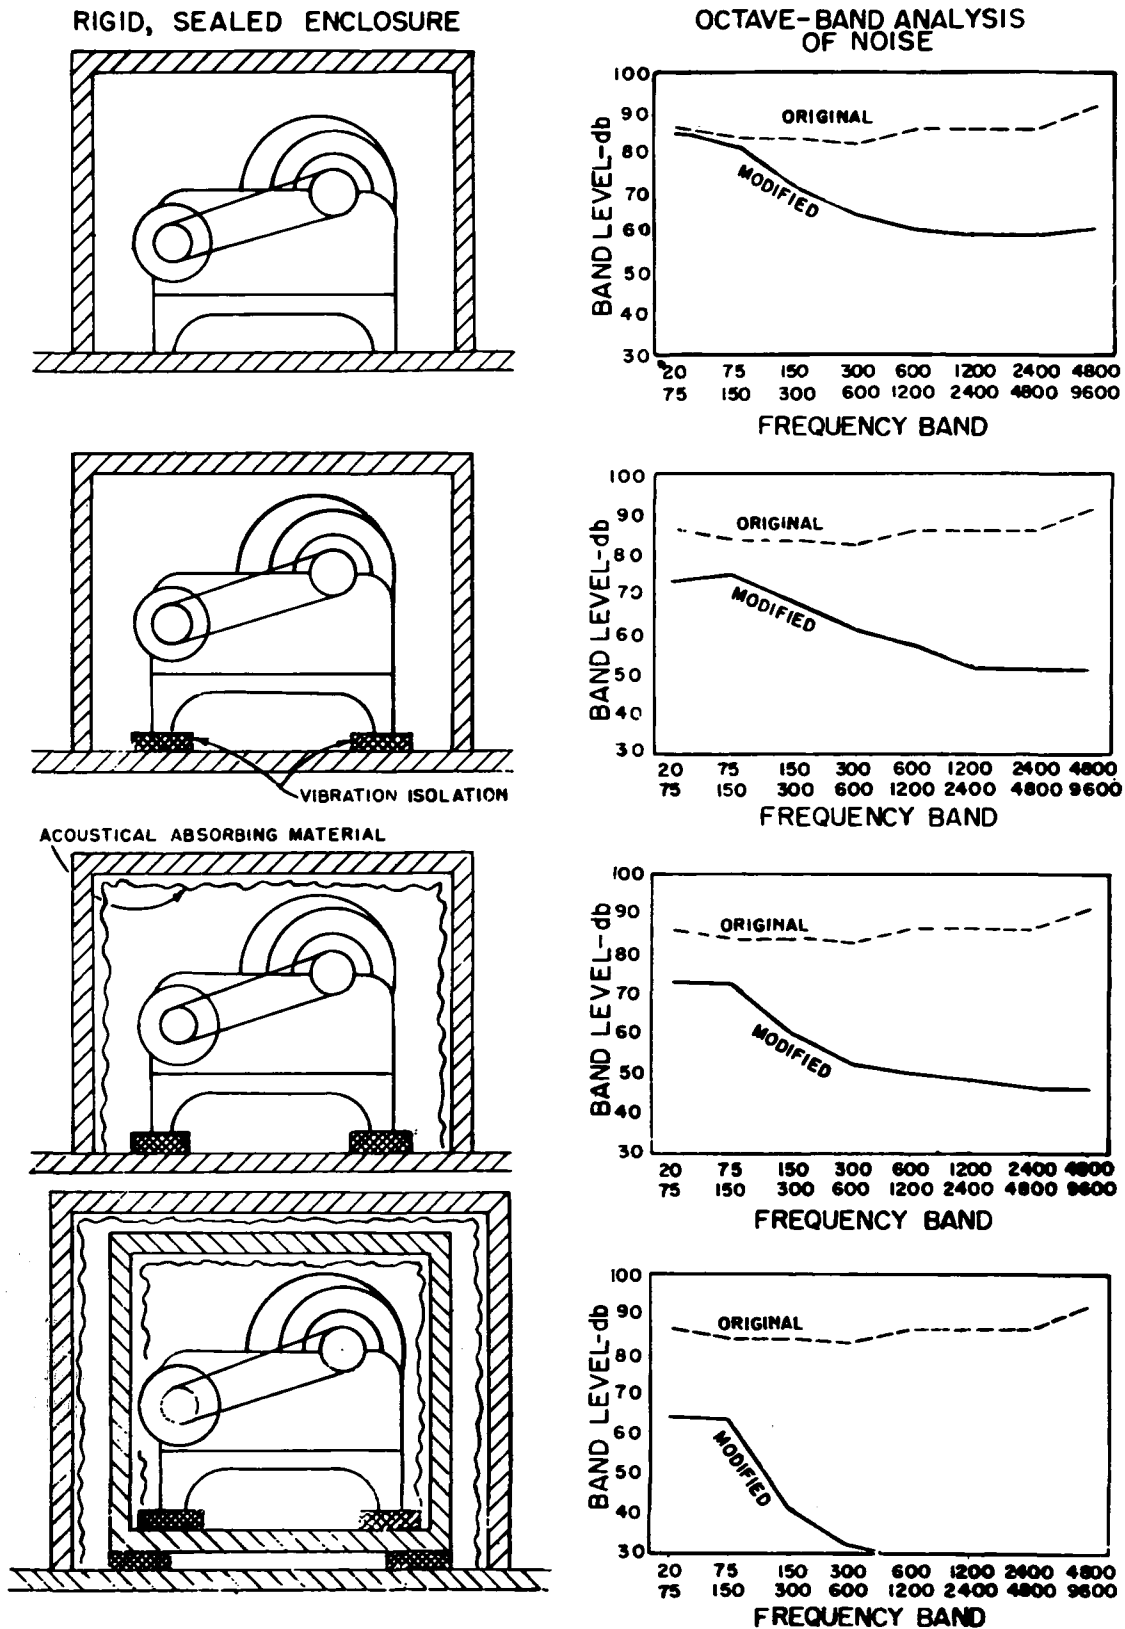 RIGID, SEALED ENCLOSURE
OCTAVE-BAND ANALYSIS
OF NOISE
BAND LEVEL-db
100
90
80
70
60
50
40
30
ORIGINAL
MODIFIED
20 75 150 300 600 1200 2400 4800
75 150 300 600 1200 2400 4800 9600
FREQUENCY BAND
VIBRATION ISOLATION
BAND LEVEL-db
100
90
80
70
60
50
40
30
ORIGINAL
MODIFIED
20 75 150 300 600 1200 2400 4800
75 150 300 600 1200 2400 4800 9600
FREQUENCY BAND
ACOUSTICAL ABSORBING MATERIAL
BAND LEVEL-db
100
90
80
70
60
50
40
30
ORIGINAL
MODIFIED
20 75 150 300 600 1200 2400 4800
75 150 300 600 1200 2400 4800 9600
FREQUENCY BAND
BAND LEVEL-db
100
90
80
70
60
50
40
30
ORIGINAL
MODIFIED
20 75 150 300 600 1200 2400 4800
75 150 300 600 1200 2400 4800 9600
FREQUENCY BAND